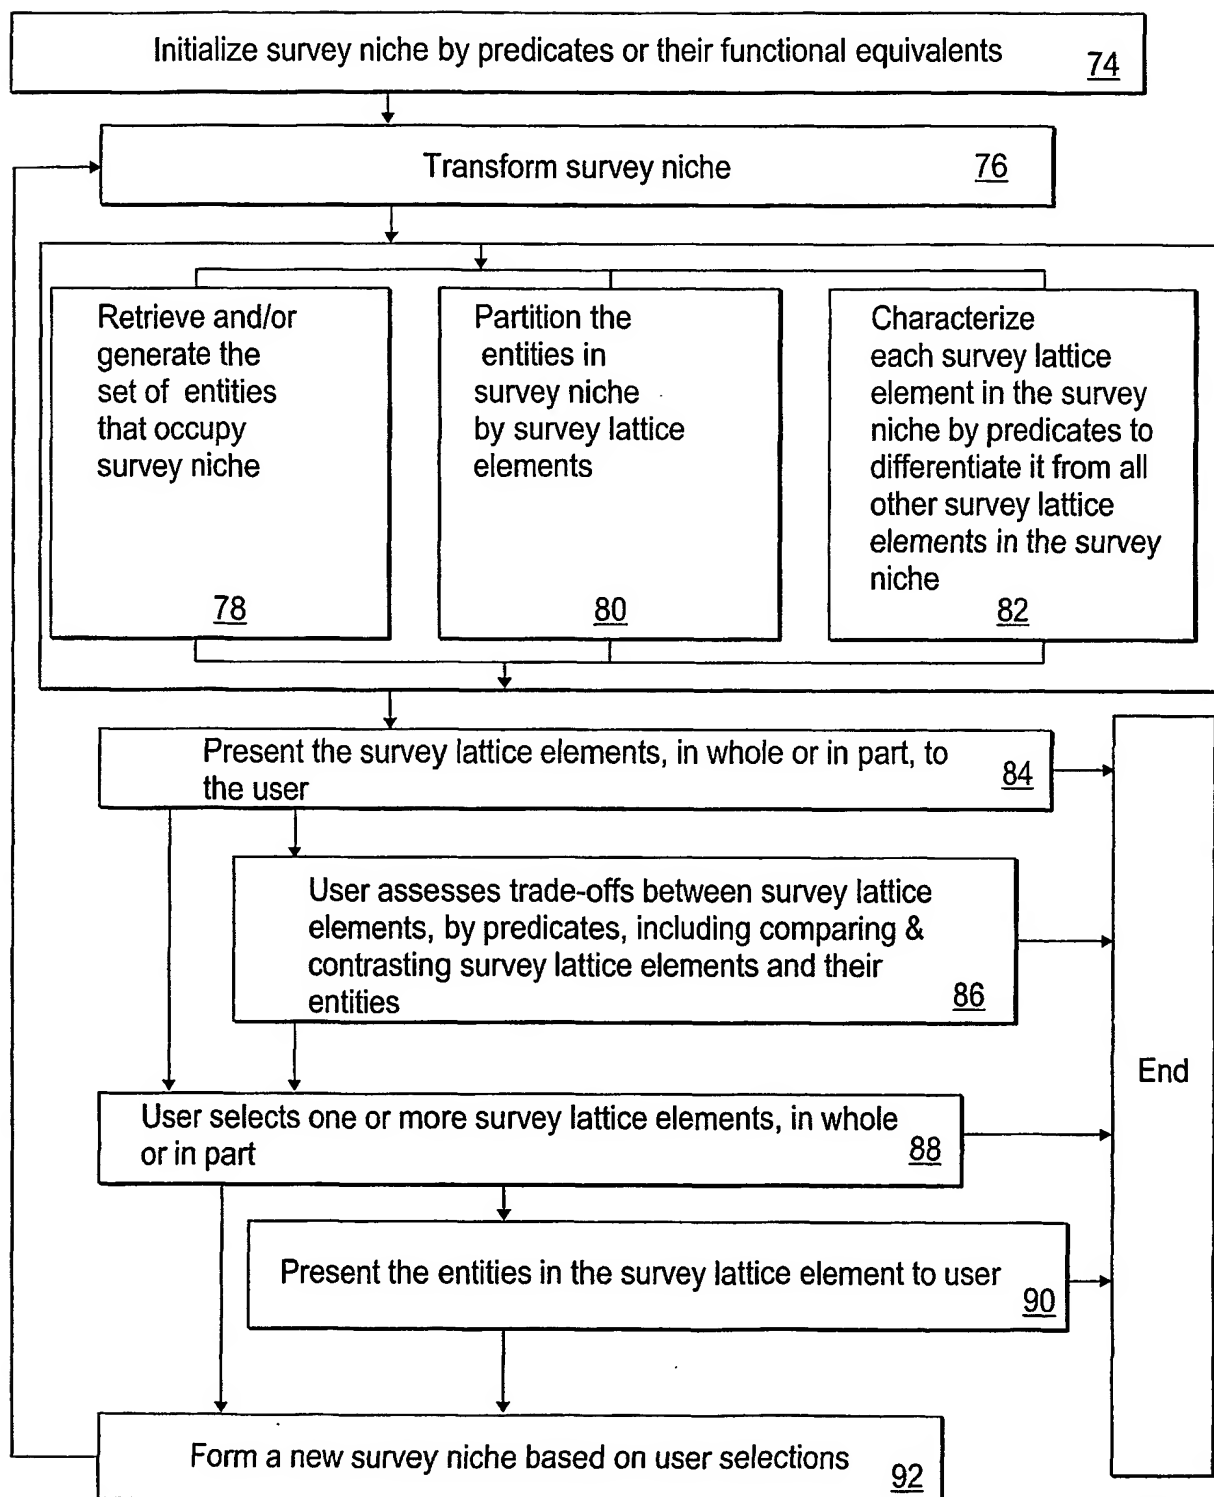 Initialize survey niche by predicates or their functional equivalents
74
Transform survey niche
76
Retrieve and/or
generate the
set of entities
that occupy
survey niche
78
Partition the
entities in
survey niche
by survey lattice
elements
80
Characterize
each survey lattice
element in the survey
niche by predicates to
differentiate it from all
other survey lattice
elements in the survey
niche
82
Present the survey lattice elements, in whole or in part, to
the user
84
User assesses trade-offs between survey lattice
elements, by predicates, including comparing &
contrasting survey lattice elements and their
entities
86
User selects one or more survey lattice elements, in whole
or in part
88
Present the entities in the survey lattice element to user
90
Form a new survey niche based on user selections
92
End